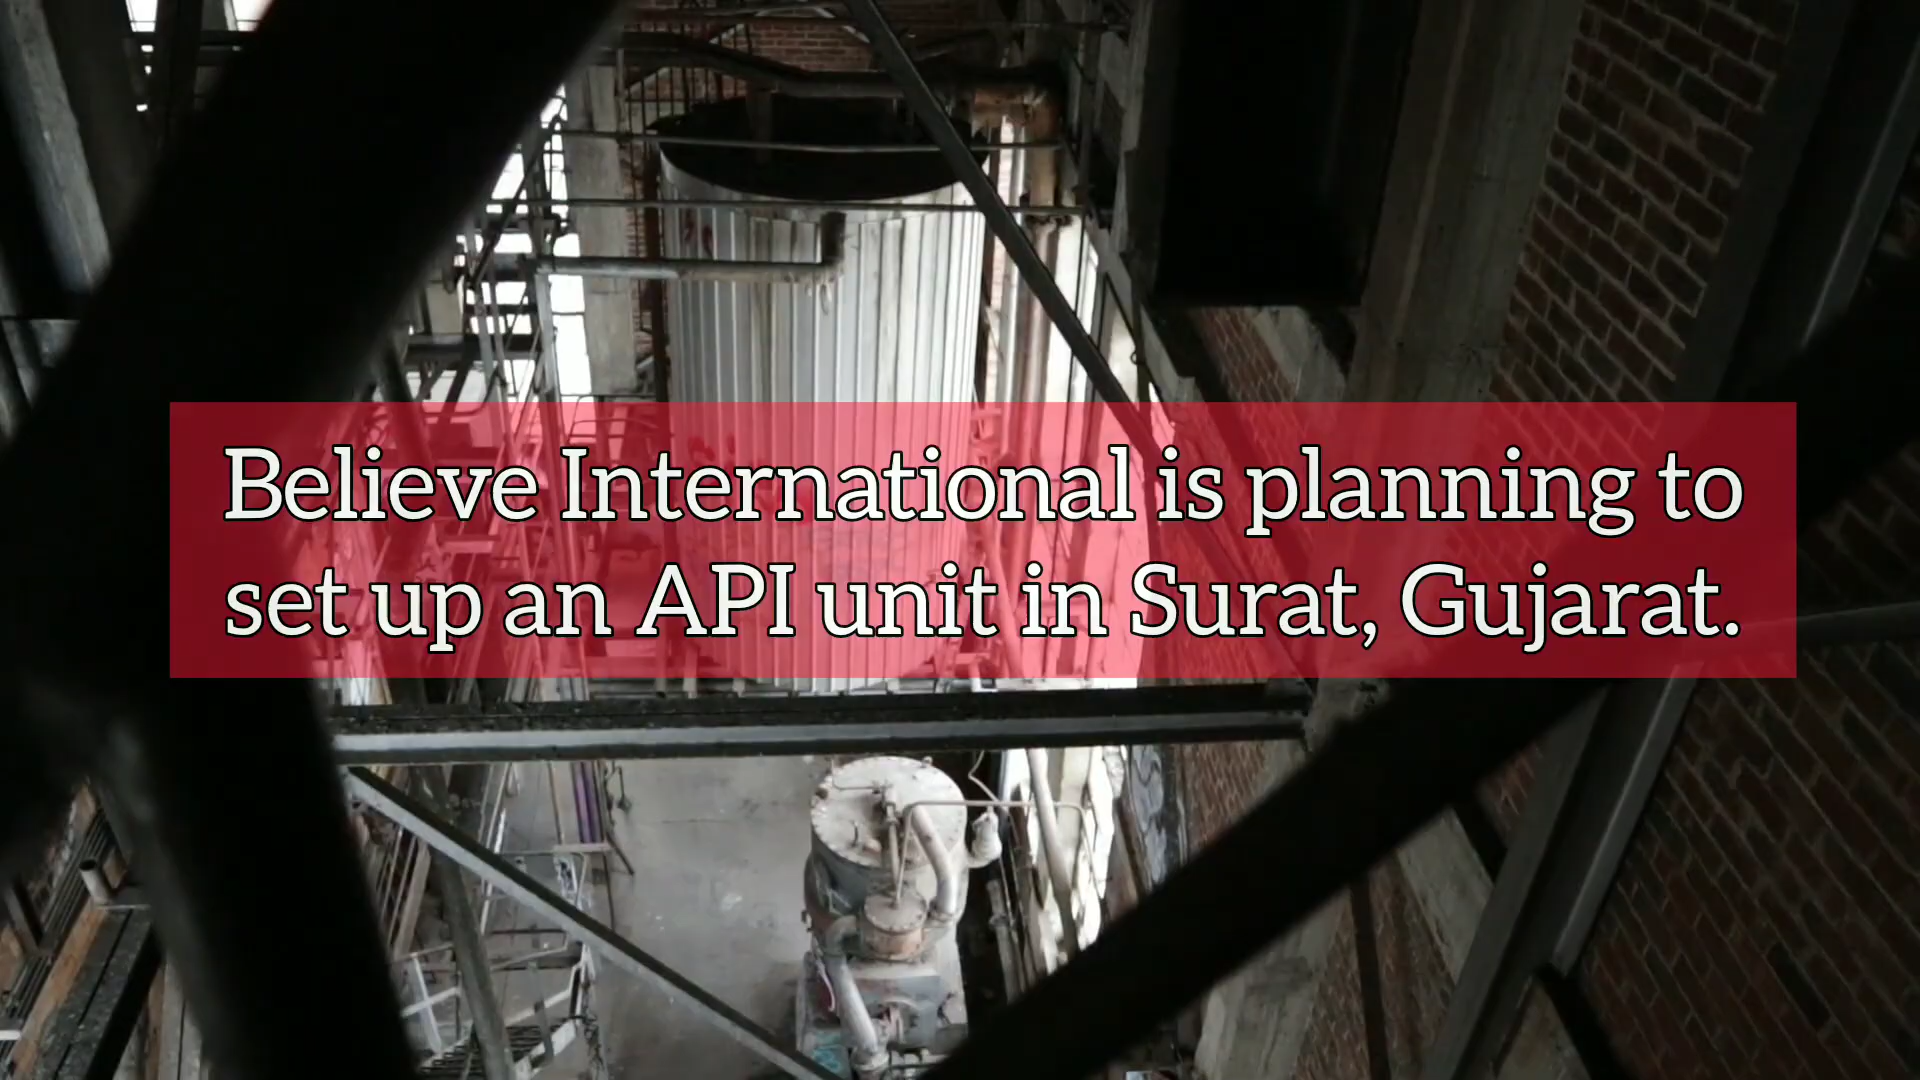 Believe International is planning to
set up an API unit in Surat, Gujarat.